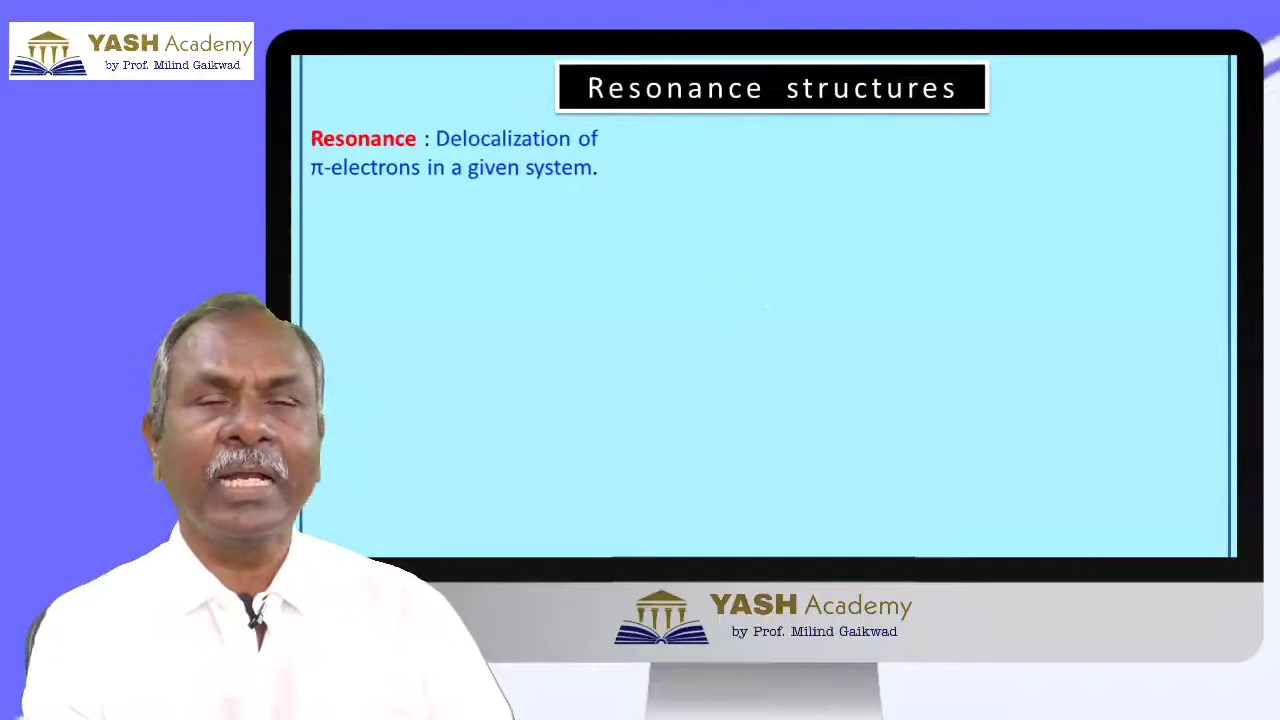 YASH Academy
by Prof. Milind Gaikwad
Resonance structures
Resonance : Delocalization of
π-electrons in a given system.
YASH Academy
by Prof. Milind Gaikwad